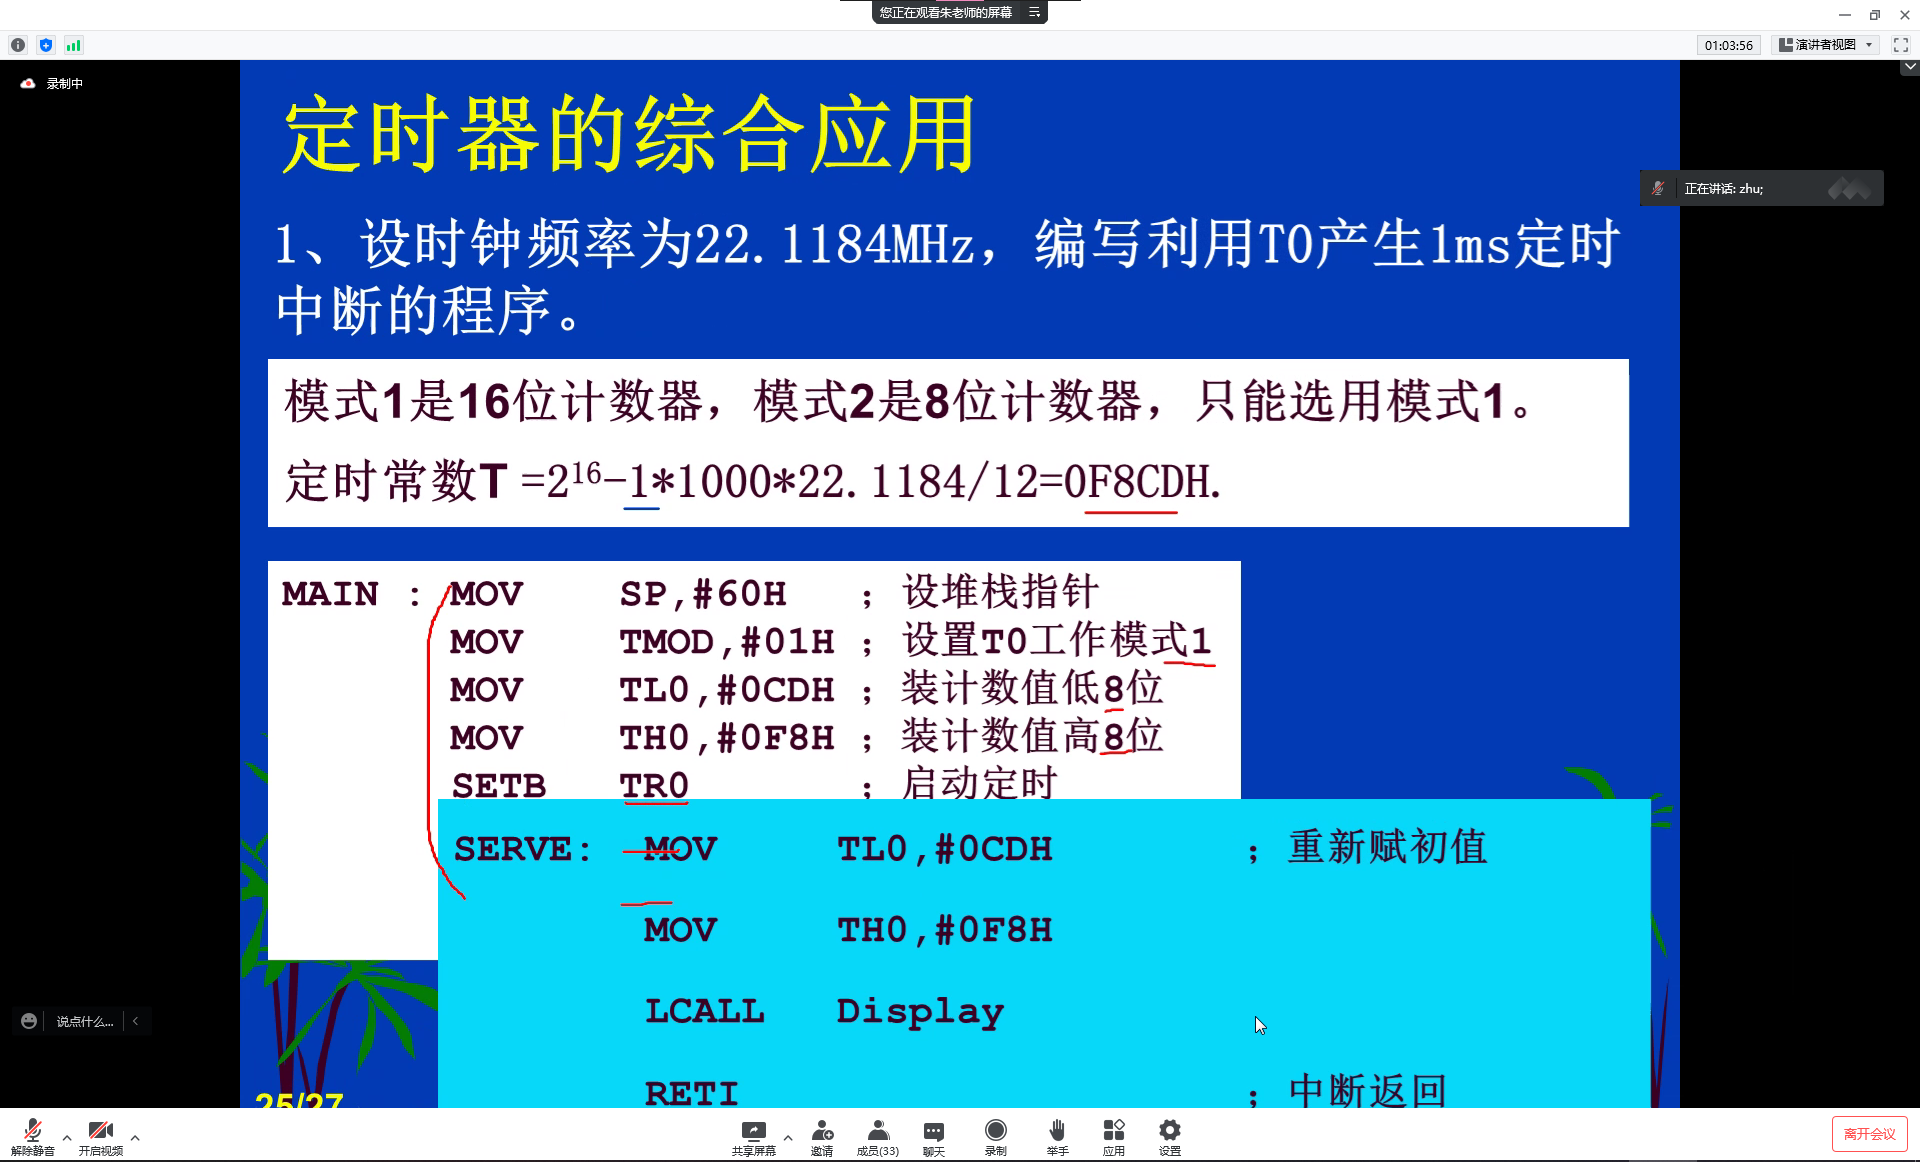 您正在观看朱老师的屏幕
01:03:56
演讲者视图
录制中
定时器的综合应用
正在讲话: zhu;
1、设时钟频率为22.1184MHz，编写利用T0产生1ms定时
中断的程序。
模式1是16位计数器，模式2是8位计数器，只能选用模式1。
定时常数T =2¹⁶-1*1000*22.1184/12=0F8CDH.
MAIN : MOV SP,#60H ; 设堆栈指针
MOV TMOD,#01H ; 设置T0工作模式1
MOV TL0,#0CDH ; 装计数值低8位
MOV TH0,#0F8H ; 装计数值高8位
SETB TR0 ; 启动定时
SERVE: MOV TL0,#0CDH ; 重新赋初值
MOV TH0,#0F8H
LCALL Display
说点什么...
RETI ; 中断返回
25/27
解除静音
开启视频
共享屏幕
邀请
成员(33)
聊天
录制
举手
应用
设置
离开会议